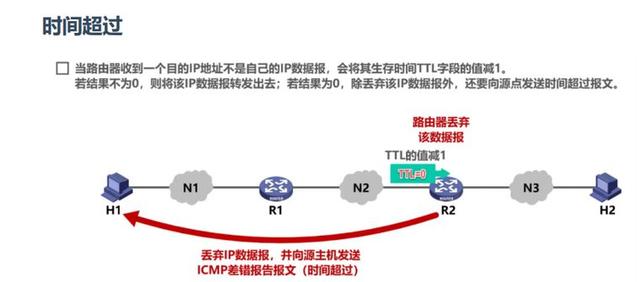 时间超过
当路由器收到一个目的IP地址不是自己的IP数据报，会将其生存时间TTL字段的值减1。
若结果不为0，则将该IP数据报转发出去；若结果为0，除丢弃该IP数据报外，还要向源点发送时间超过报文。
路由器丢弃
该数据报
TTL的值减1
TTL=0
N1
N2
N3
H1
R1
R2
H2
丢弃IP数据报，并向源主机发送
ICMP差错报告报文（时间超过）